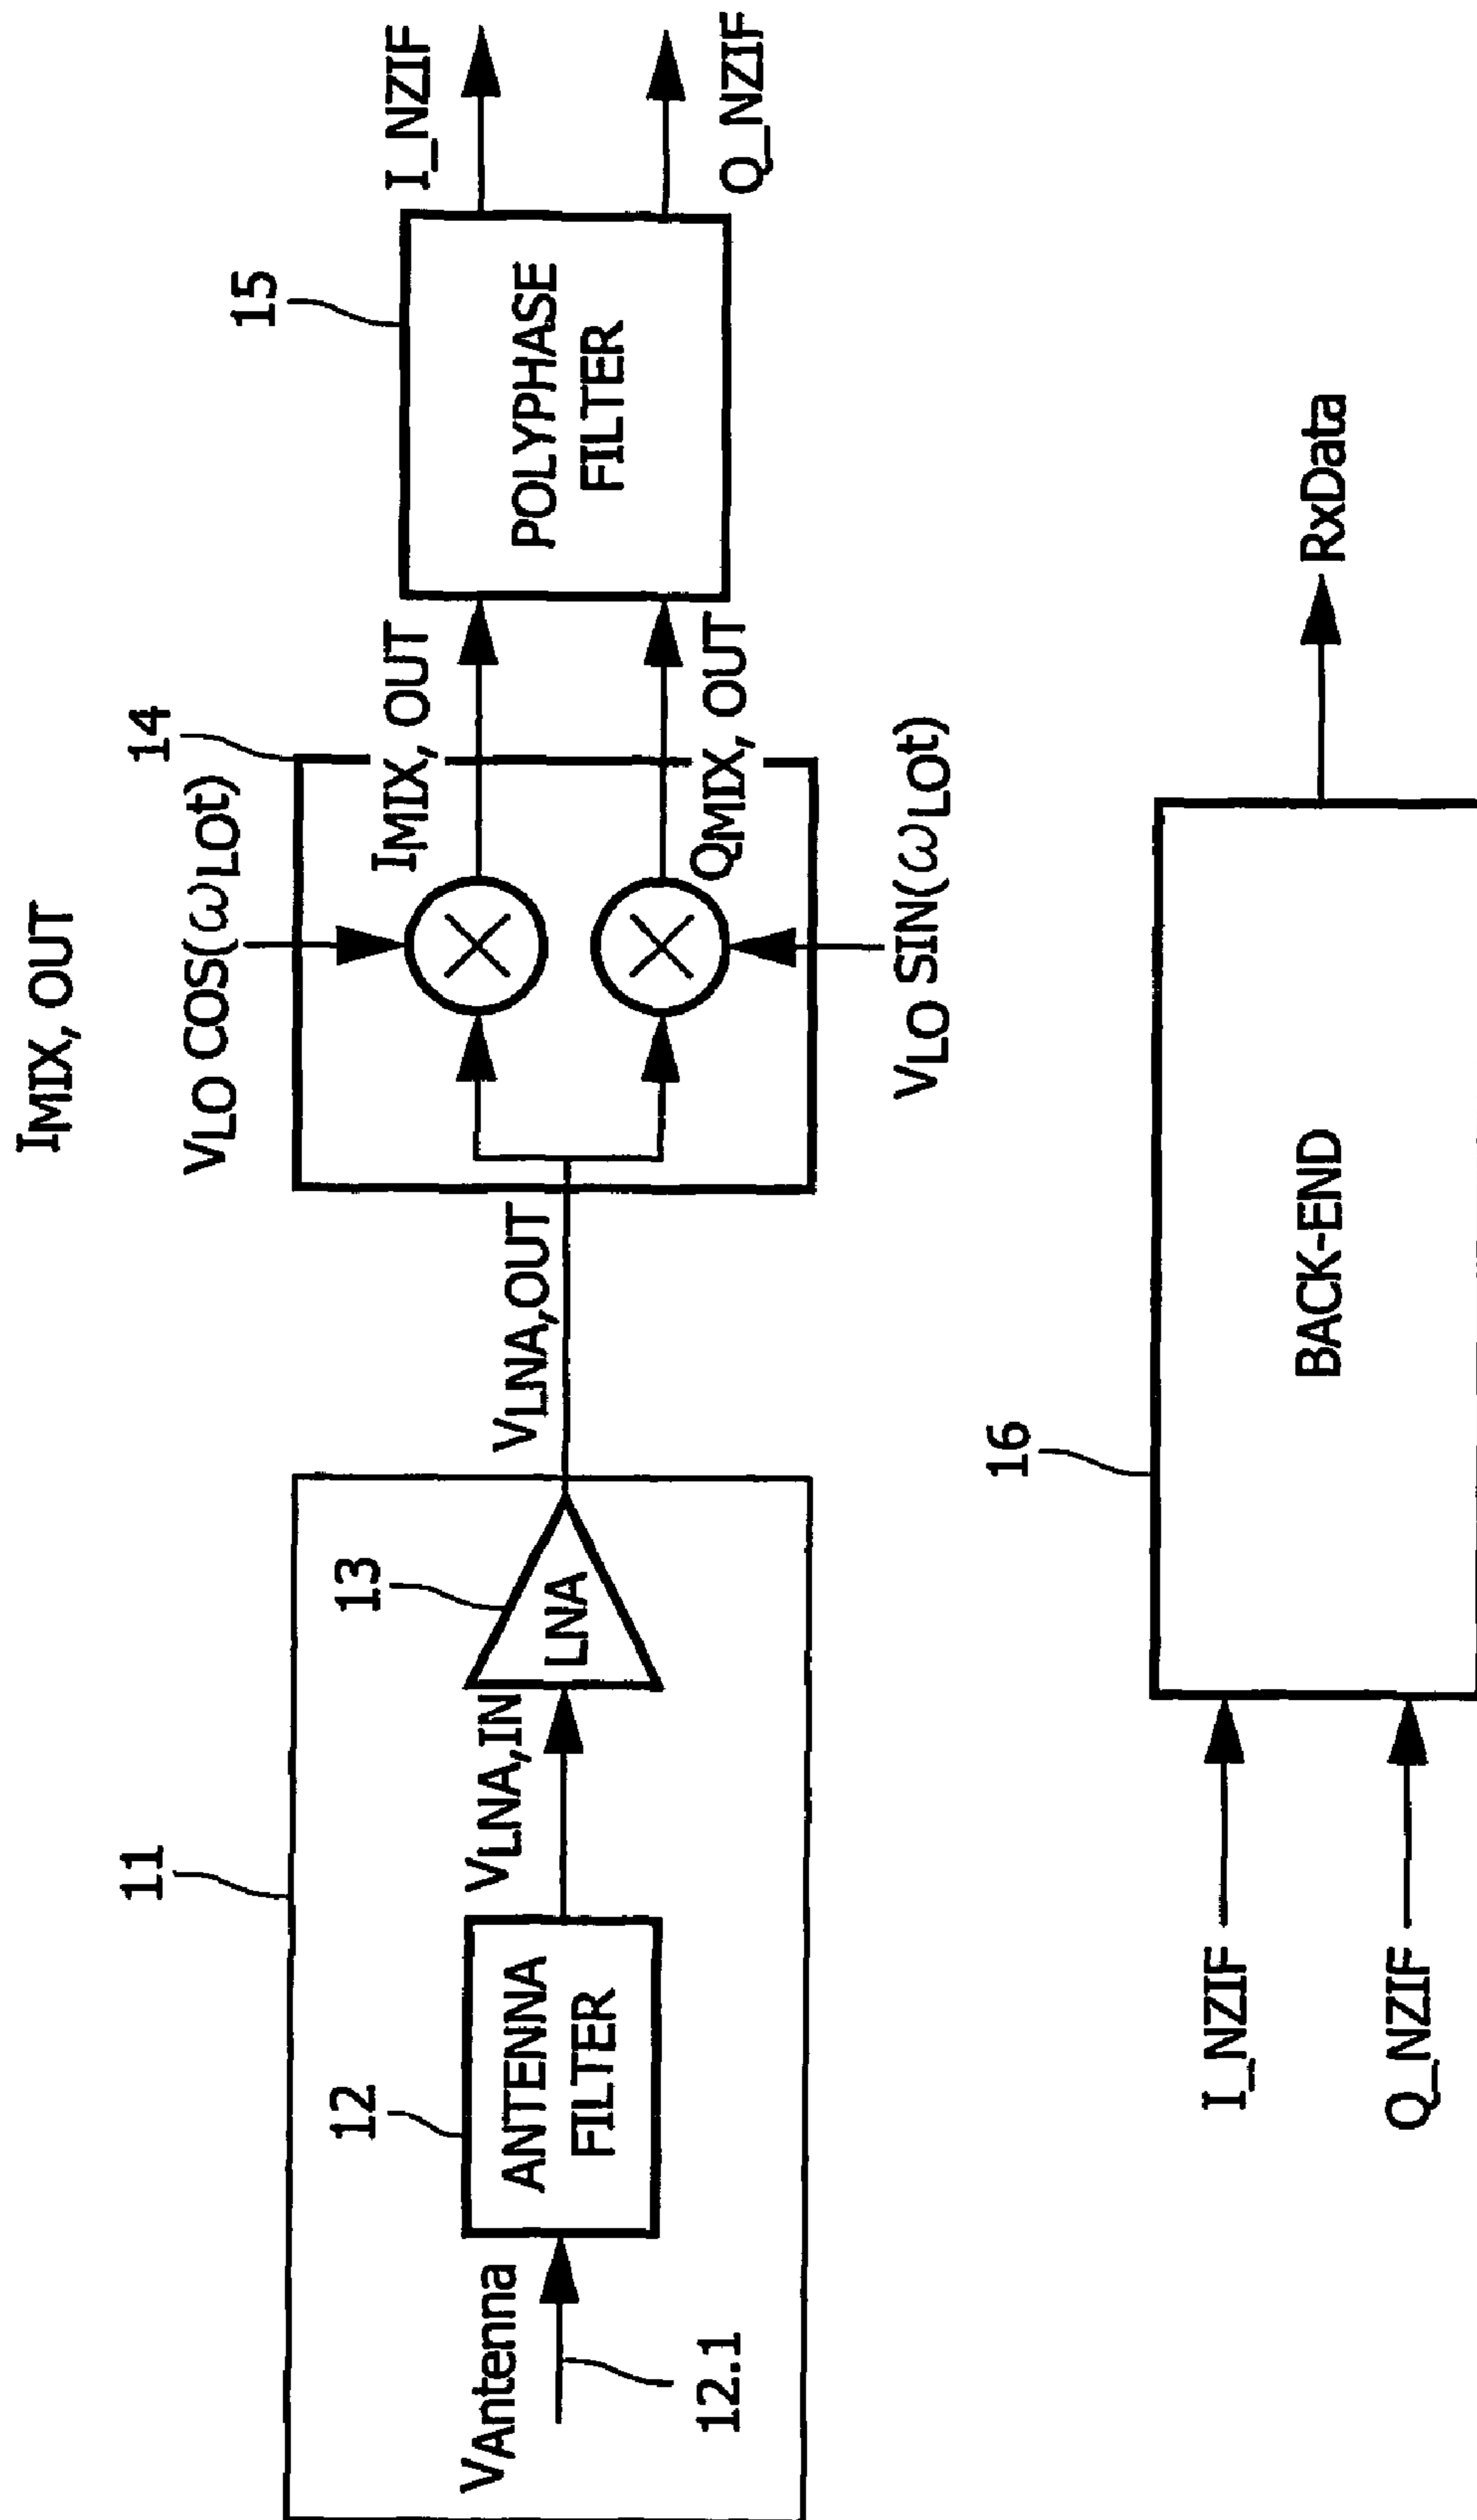 IMIX, OUT
11
12
VAntenna
12.1
ANTENNA
FILTER
VLNA,IN
13
LNA
VLNA,OUT
14
VLO COS(ωLOt)
IMIX, OUT
QMIX, OUT
VLO SIN(ωLOt)
15
POLYPHASE
FILTER
I_NZIF
Q_NZIF
16
I_NZIF
Q_NZIF
BACK-END
RxData